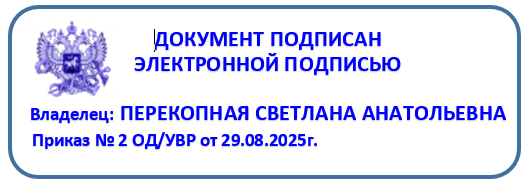 ДОКУМЕНТ ПОДПИСАН
ЭЛЕКТРОННОЙ ПОДПИСЬЮ
Владелец: ПЕРЕКОПНАЯ СВЕТЛАНА АНАТОЛЬЕВНА
Приказ № 2 ОД/УВР от 29.08.2025г.